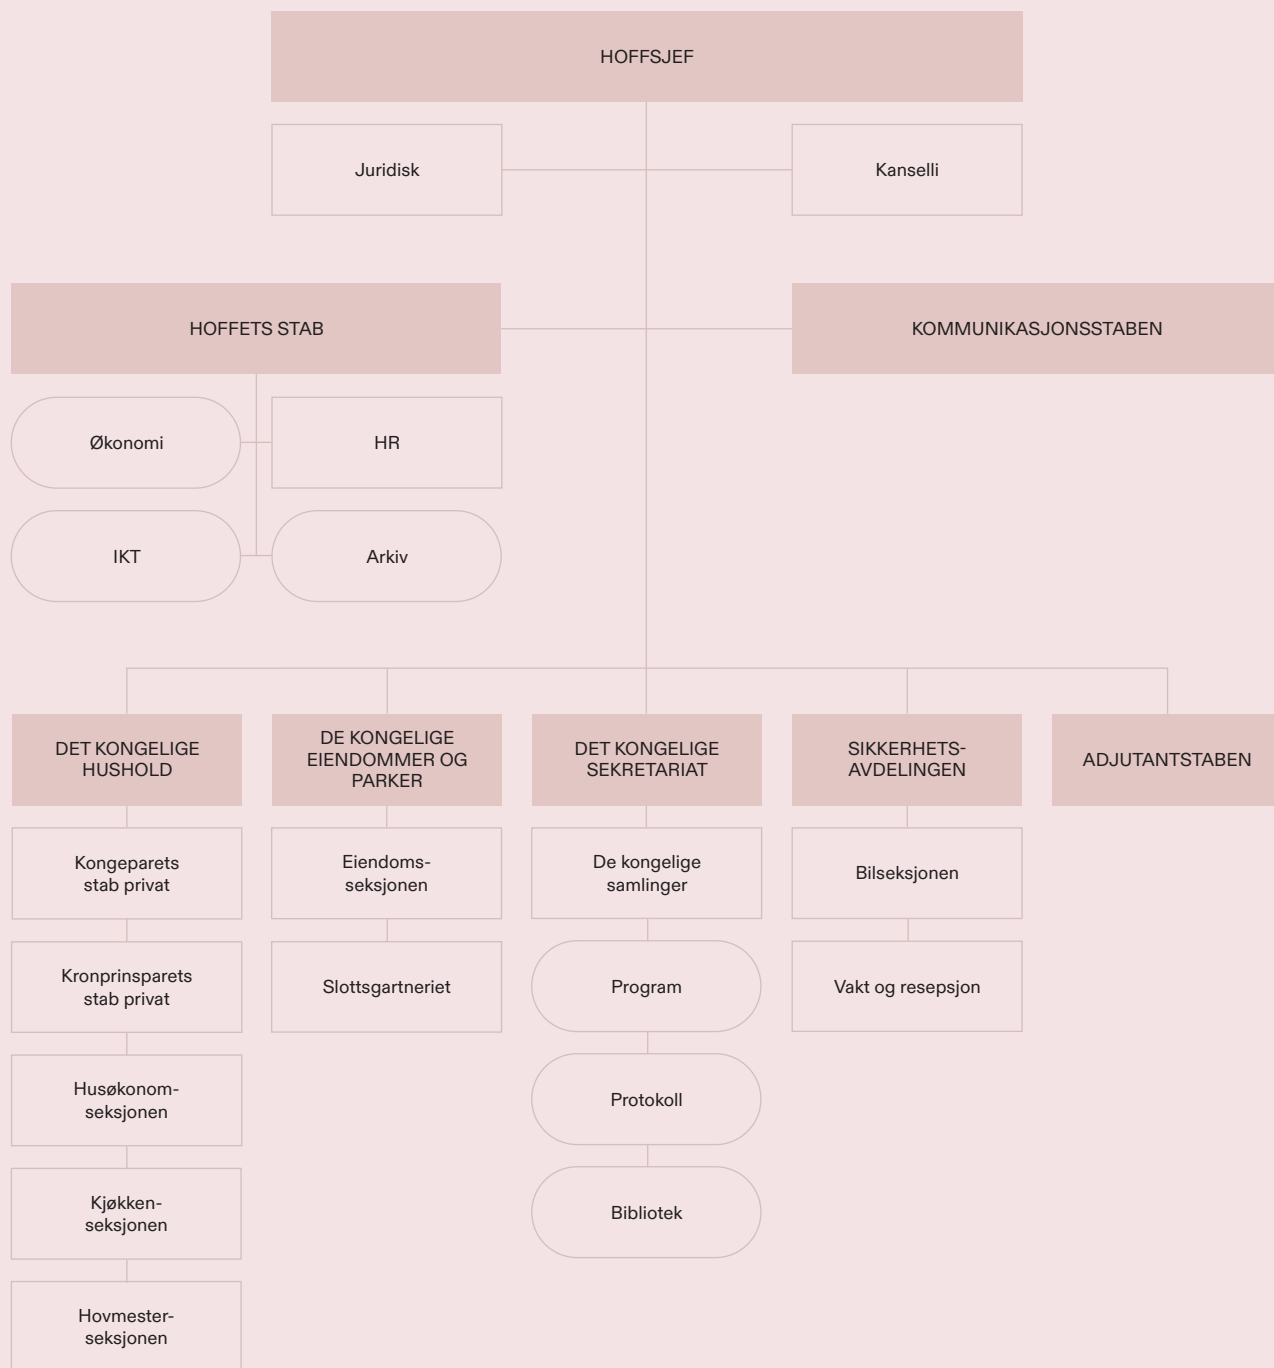 HOFFSJEF
Juridisk
Kanselli
HOFFETS STAB
KOMMUNIKASJONSSTABEN
Økonomi
HR
IKT
Arkiv
DET KONGELIGE
HUSHOLD
DE KONGELIGE
EIENDOMMER OG
PARKER
DET KONGELIGE
SEKRETARIAT
SIKKERHETS-
AVDELINGEN
ADJUTANTSTABEN
Kongeparets
stab privat
Kronprinsparets
stab privat
Husøkonom-
seksjonen
Kjøkken-
seksjonen
Hovmester-
seksjonen
Eiendoms-
seksjonen
Slottsgartneriet
De kongelige
samlinger
Program
Protokoll
Bibliotek
Bilseksjonen
Vakt og resepsjon